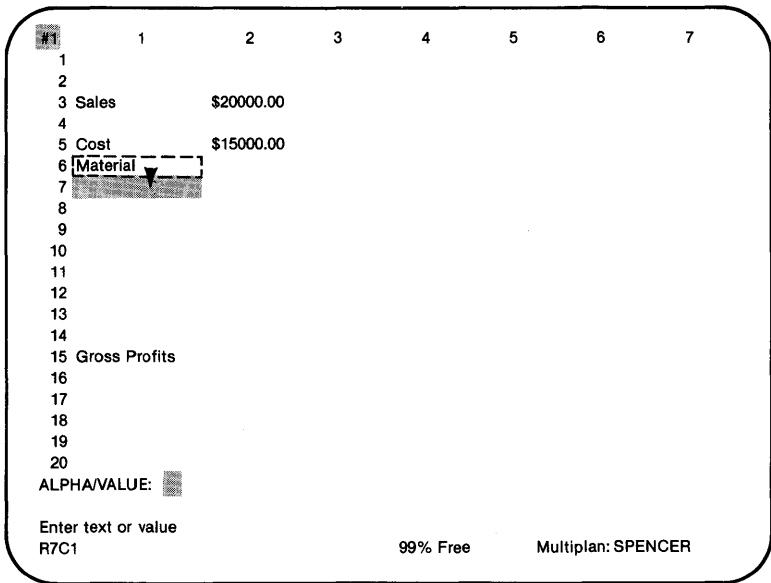 #1 1 2 3 4 5 6 7
1
2
3 Sales $20000.00
4
5 Cost $15000.00
6 Material
7
8
9
10
11
12
13
14
15 Gross Profits
16
17
18
19
20
ALPHA/VALUE:
Enter text or value
R7C1 99% Free Multiplan: SPENCER